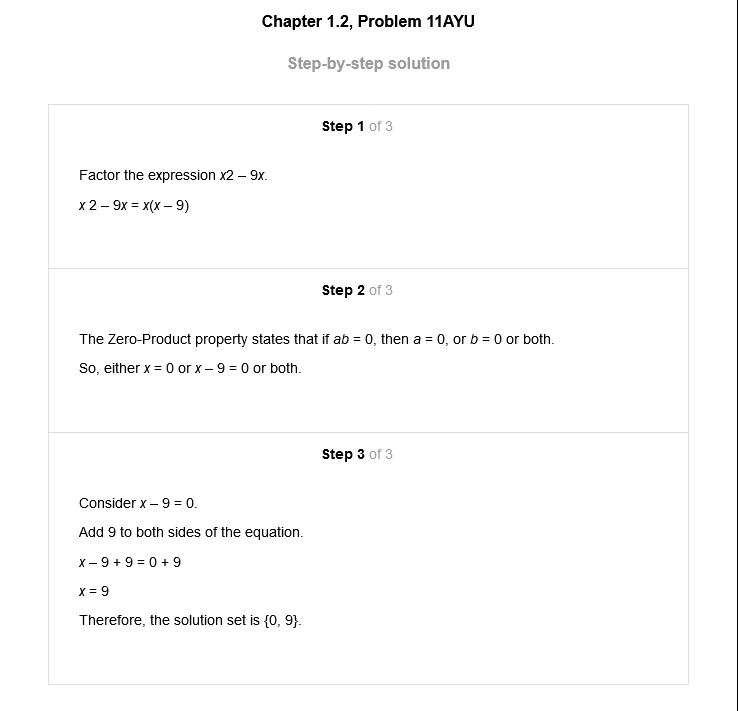 Chapter 1.2, Problem 11AYU
Step-by-step solution
Step 1 of 3
Factor the expression x2 – 9x.
x 2 – 9x = x(x – 9)
Step 2 of 3
The Zero-Product property states that if ab = 0, then a = 0, or b = 0 or both.
So, either x = 0 or x – 9 = 0 or both.
Step 3 of 3
Consider x – 9 = 0.
Add 9 to both sides of the equation.
x – 9 + 9 = 0 + 9
x = 9
Therefore, the solution set is {0, 9}.